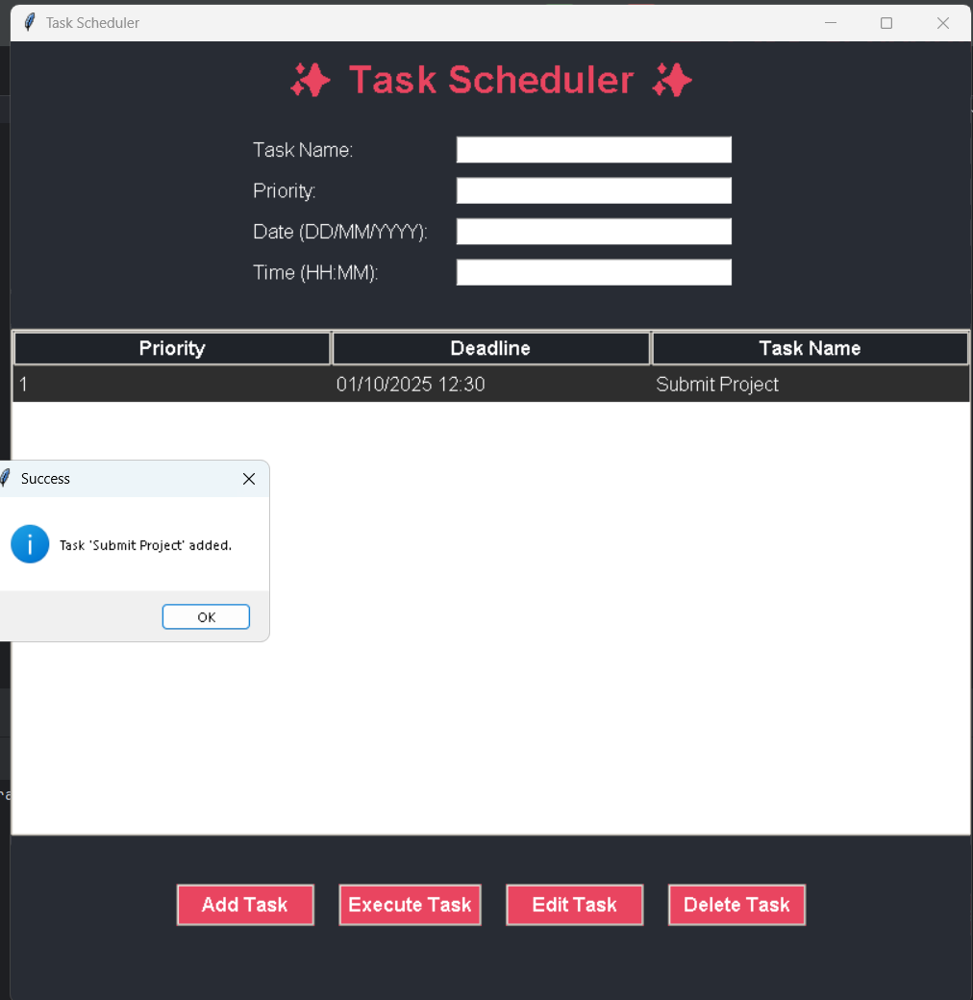 Task Scheduler
✨ Task Scheduler ✨
Task Name:
Priority:
Date (DD/MM/YYYY):
Time (HH:MM):
Priority Deadline Task Name
1 01/10/2025 12:30 Submit Project
Success
Task 'Submit Project' added.
OK
Add Task Execute Task Edit Task Delete Task